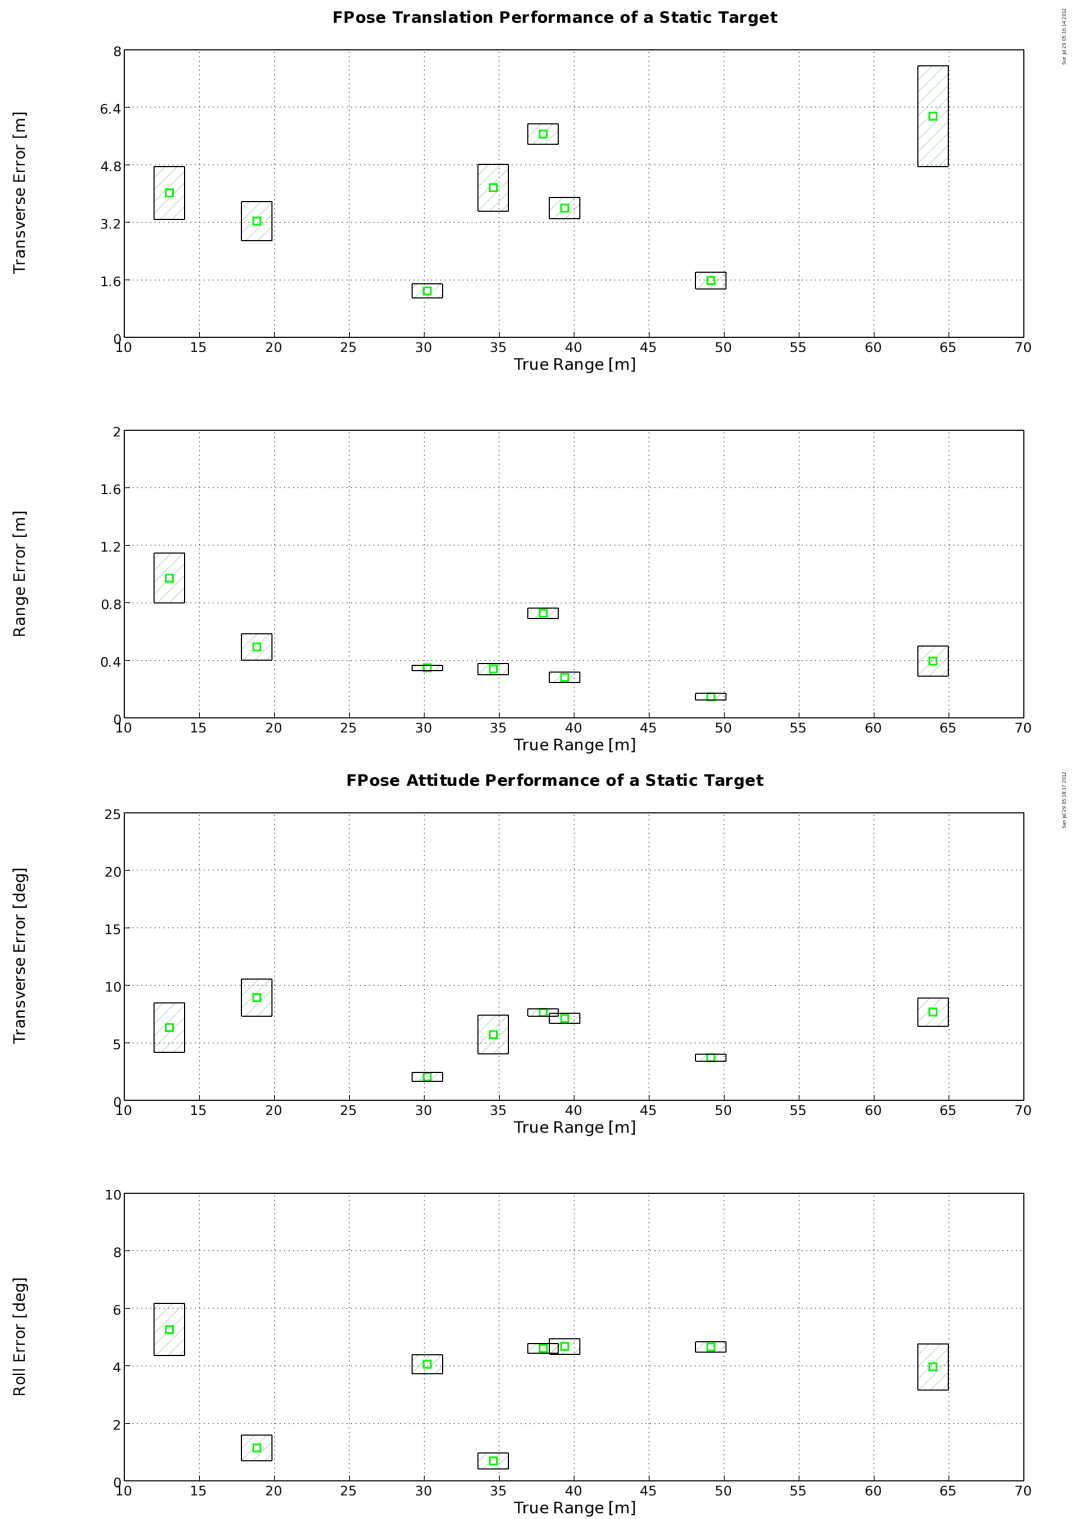 FPose Translation Performance of a Static Target
Transverse Error [m]
8
6.4
4.8
3.2
1.6
0
10 15 20 25 30 35 40 45 50 55 60 65 70
True Range [m]
Range Error [m]
2
1.6
1.2
0.8
0.4
0
10 15 20 25 30 35 40 45 50 55 60 65 70
True Range [m]
FPose Attitude Performance of a Static Target
Transverse Error [deg]
25
20
15
10
5
0
10 15 20 25 30 35 40 45 50 55 60 65 70
True Range [m]
Roll Error [deg]
10
8
6
4
2
0
10 15 20 25 30 35 40 45 50 55 60 65 70
True Range [m]